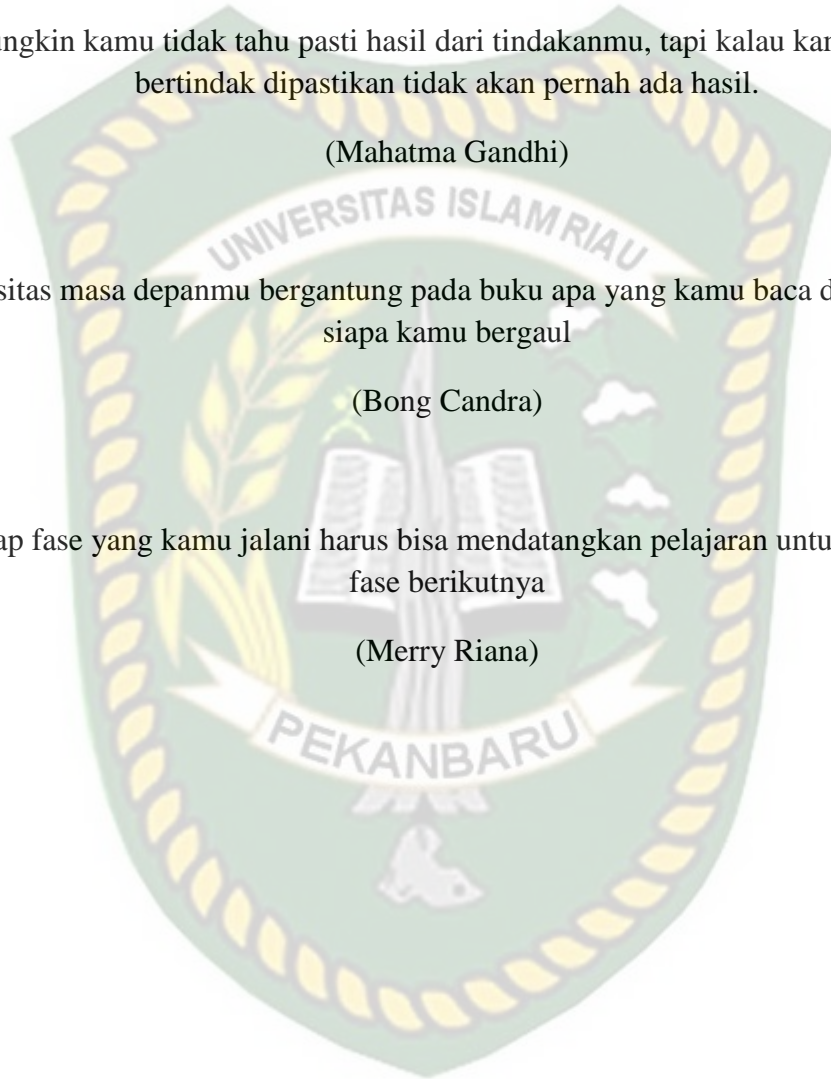 ngkin kamu tidak tahu pasti hasil dari tindakanmu, tapi kalau kam
bertindak dipastikan tidak akan pernah ada hasil.
(Mahatma Gandhi)
UNIVERSITAS ISLAM RIAU
sitas masa depanmu bergantung pada buku apa yang kamu baca d
siapa kamu bergaul
(Bong Candra)
ap fase yang kamu jalani harus bisa mendatangkan pelajaran untu
fase berikutnya
(Merry Riana)
PEKANBARU